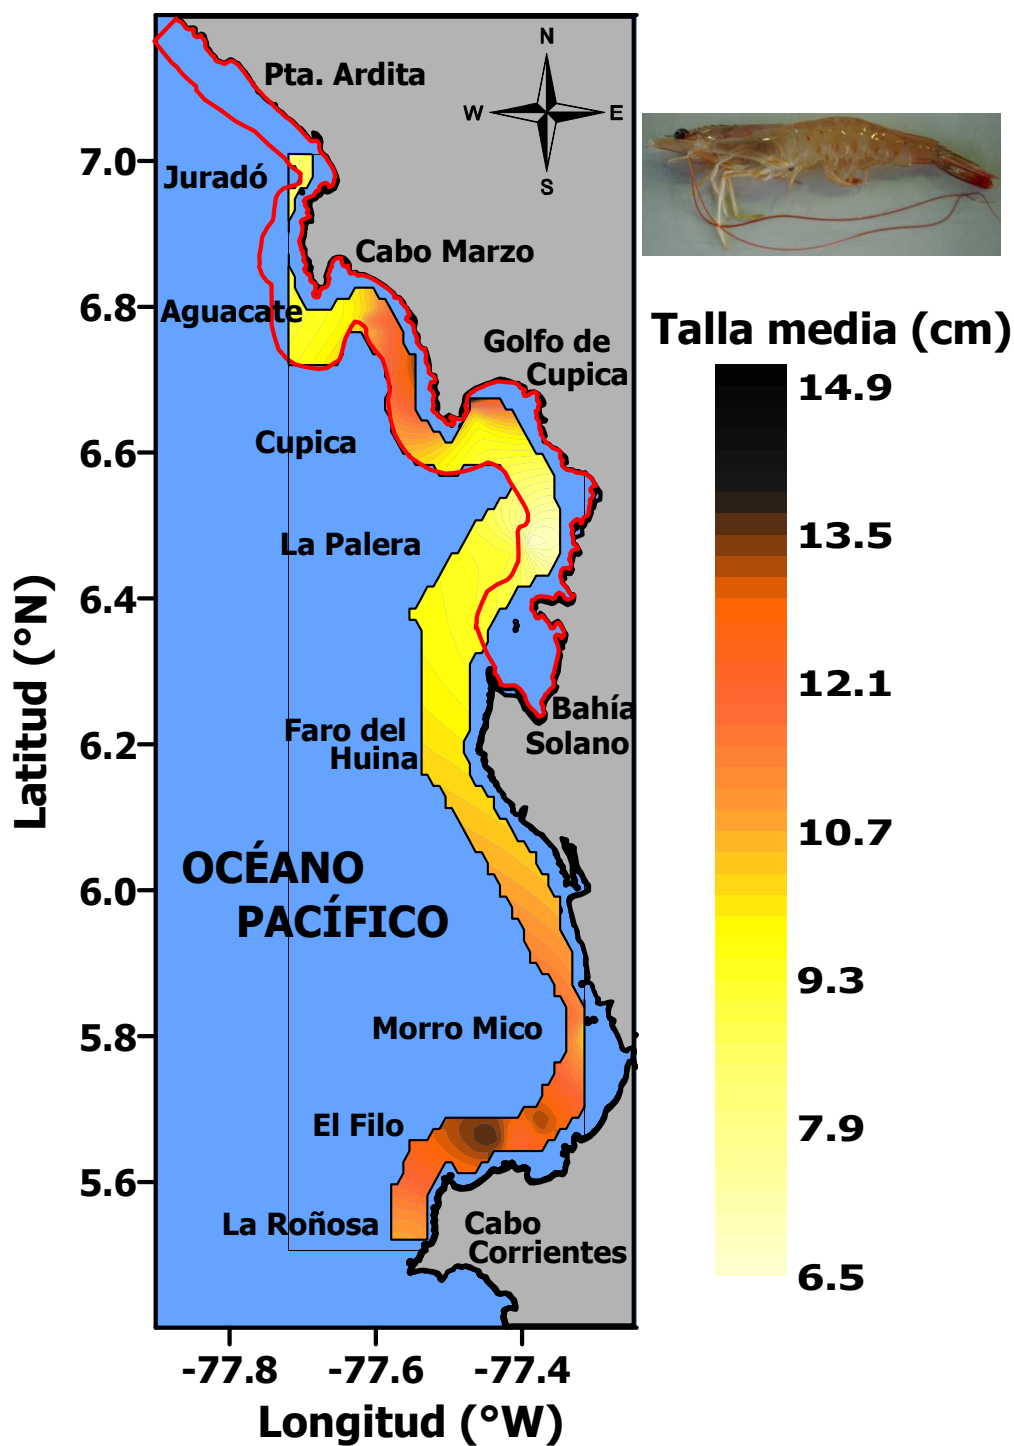 N
W
E
S
Pta. Ardita
7.0
Juradó
Cabo Marzo
6.8
Aguacate
Golfo de
Cupica
Talla media (cm)
14.9
13.5
12.1
10.7
9.3
7.9
6.5
6.6
Cupica
La Palera
6.4
Latitud (°N)
Bahía
Solano
Faro del
Huina
6.2
OCÉANO
PACÍFICO
6.0
Morro Mico
5.8
El Filo
5.6
La Roñosa
Cabo
Corrientes
-77.8
-77.6
-77.4
Longitud (°W)